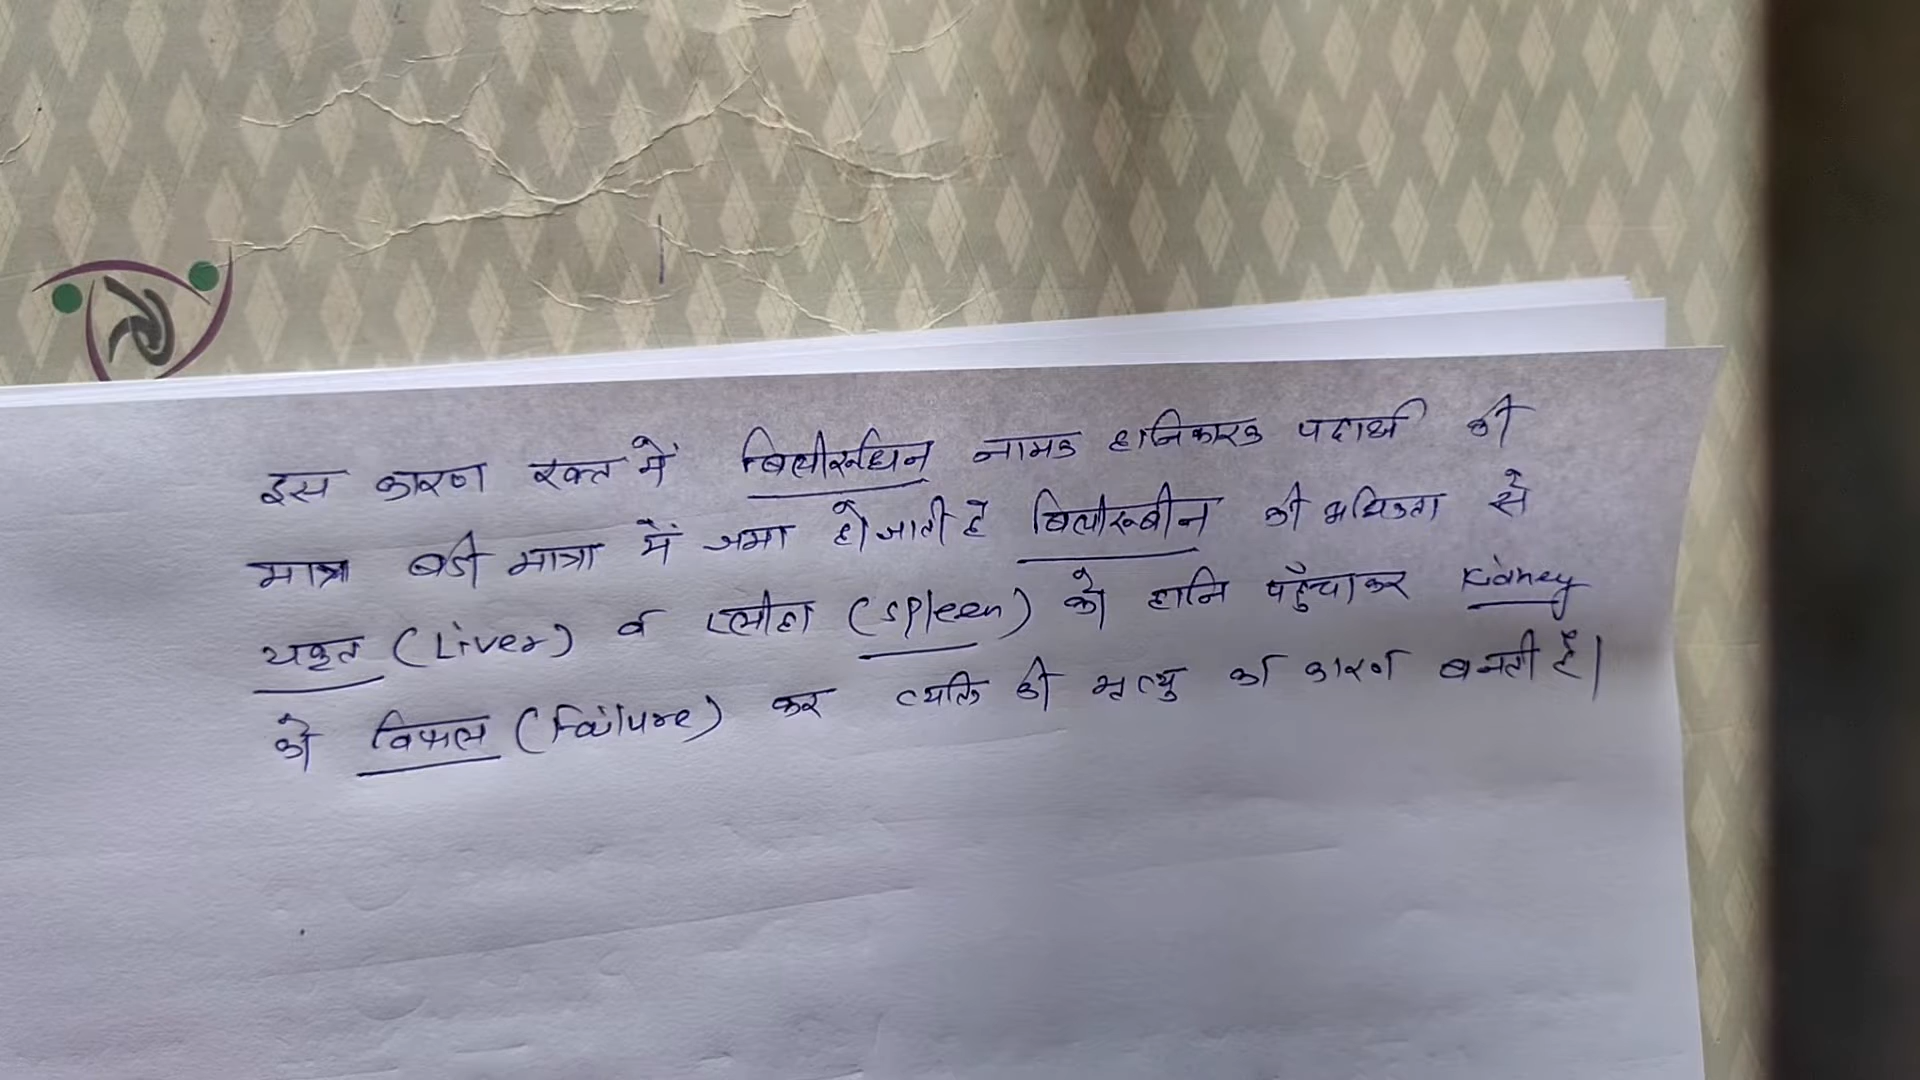 इस कारण रक्त में बिलीरुधिन नामक हानिकारक पदार्थ की
मात्रा बडी मात्रा में जमा हो जाती है बिलीरूबीन की अधिकता से
यकृत (Liver) व प्लीहा (Spleen) को हानि पहुँचाकर Kidney
को विफल (Failure) कर व्यक्ति की मृत्यु का कारण बनती है।